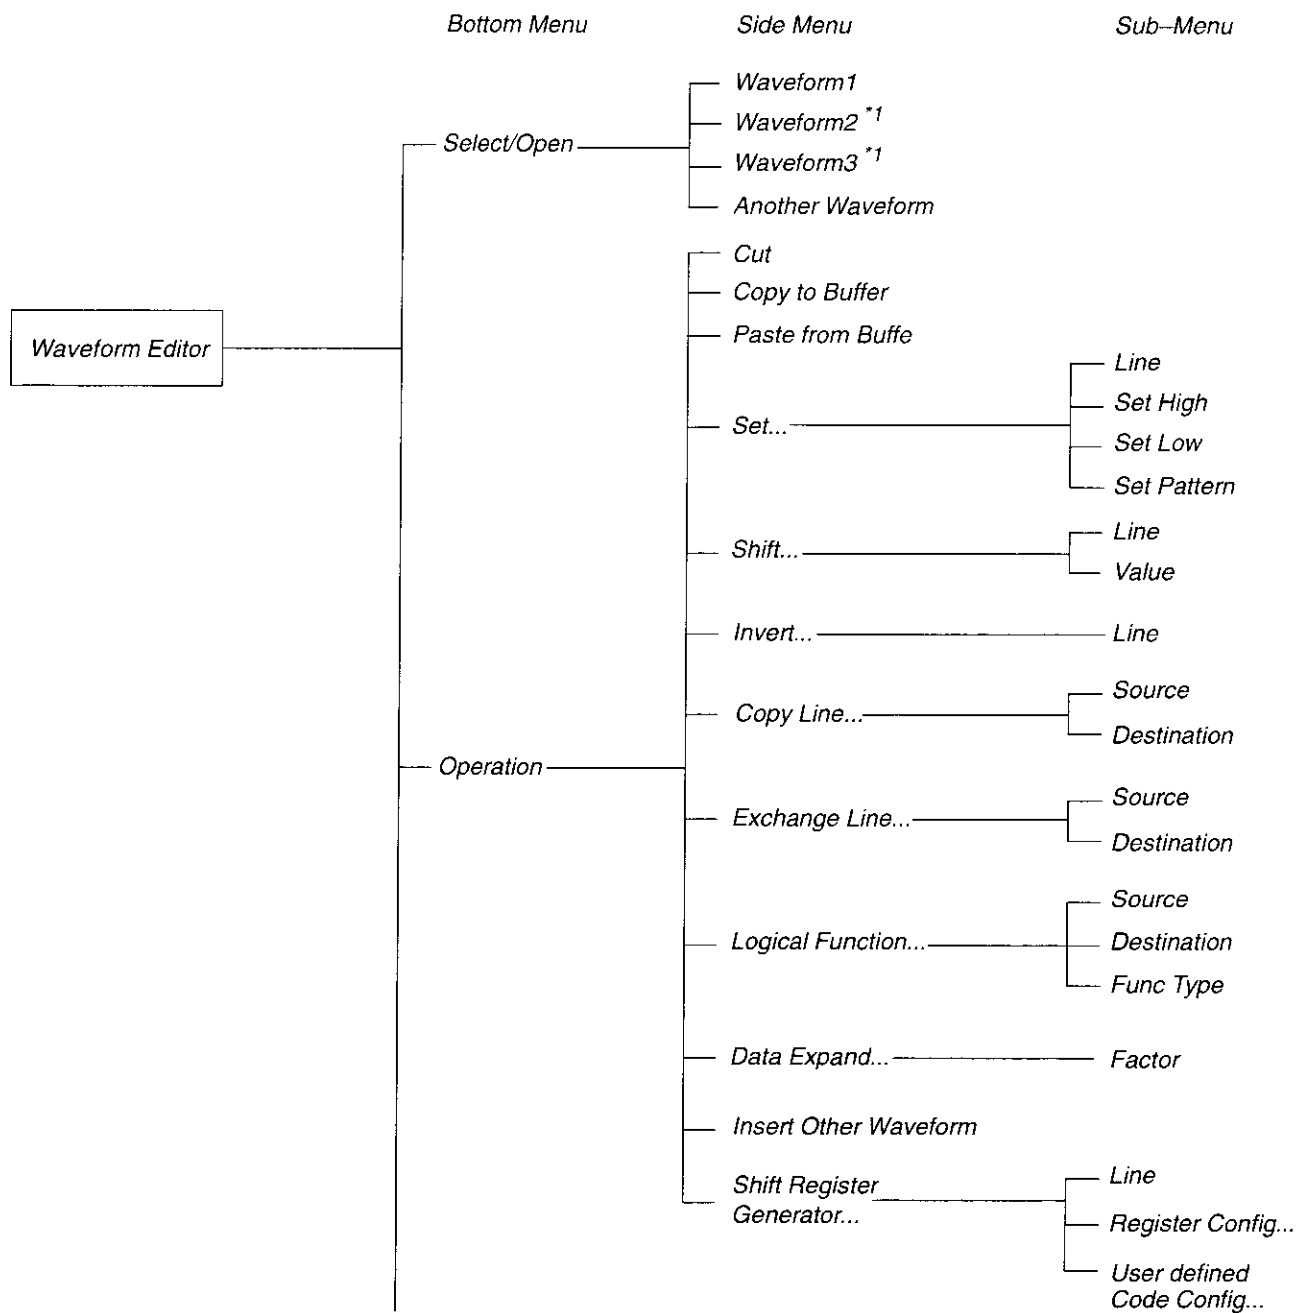 Bottom Menu Side Menu Sub–Menu
Waveform1
Waveform2 *1
Select/Open
Waveform3 *1
Another Waveform
Cut
Copy to Buffer
Paste from Buffe
Waveform Editor
Line
Set High
Set...
Set Low
Set Pattern
Line
Shift...
Value
Invert... Line
Source
Copy Line...
Destination
Operation
Source
Exchange Line...
Destination
Source
Logical Function... Destination
Func Type
Data Expand... Factor
Insert Other Waveform
Line
Shift Register
Generator...
Register Config...
User defined
Code Config...